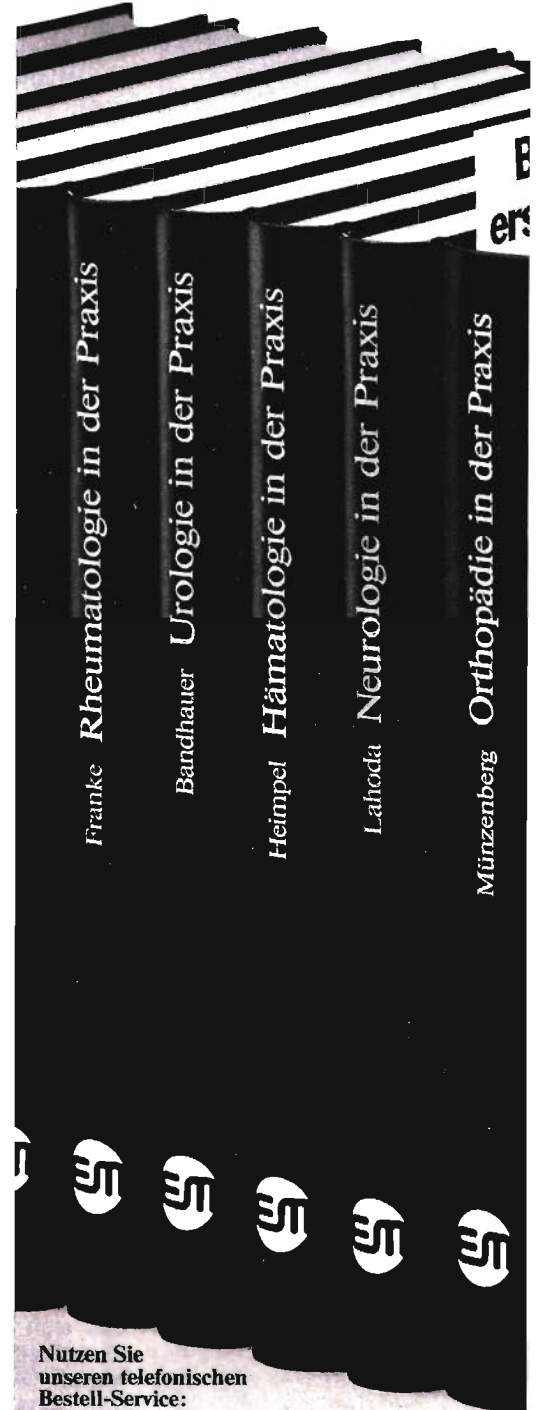 Franke Rheumatologie in der Praxis
Bandhauer Urologie in der Praxis
Heimpel Hämatologie in der Praxis
Lahoda Neurologie in der Praxis
Münzenberg Orthopädie in der Praxis
Nutzen Sie
unseren telefonischen
Bestell-Service: